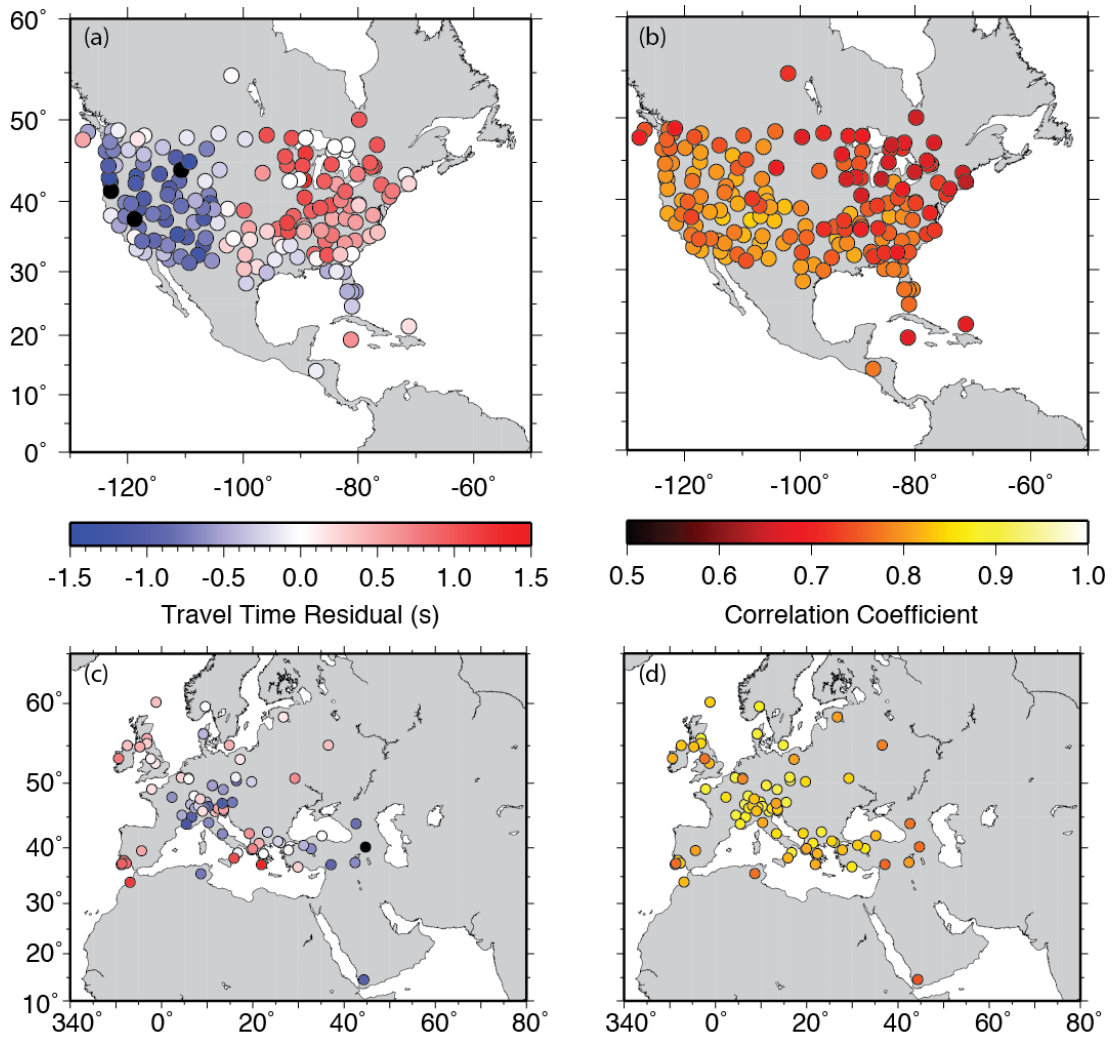 60˚
50˚
40˚
30˚
20˚
10˚
0˚
(a)
(b)
-120˚ -100˚ -80˚ -60˚
-120˚ -100˚ -80˚ -60˚
-1.5 -1.0 -0.5 0.0 0.5 1.0 1.5
0.5 0.6 0.7 0.8 0.9 1.0
Travel Time Residual (s)
Correlation Coefficient
(c)
(d)
60˚
50˚
40˚
30˚
20˚
10˚
340˚ 0˚ 20˚ 40˚ 60˚ 80˚
340˚ 0˚ 20˚ 40˚ 60˚ 80˚